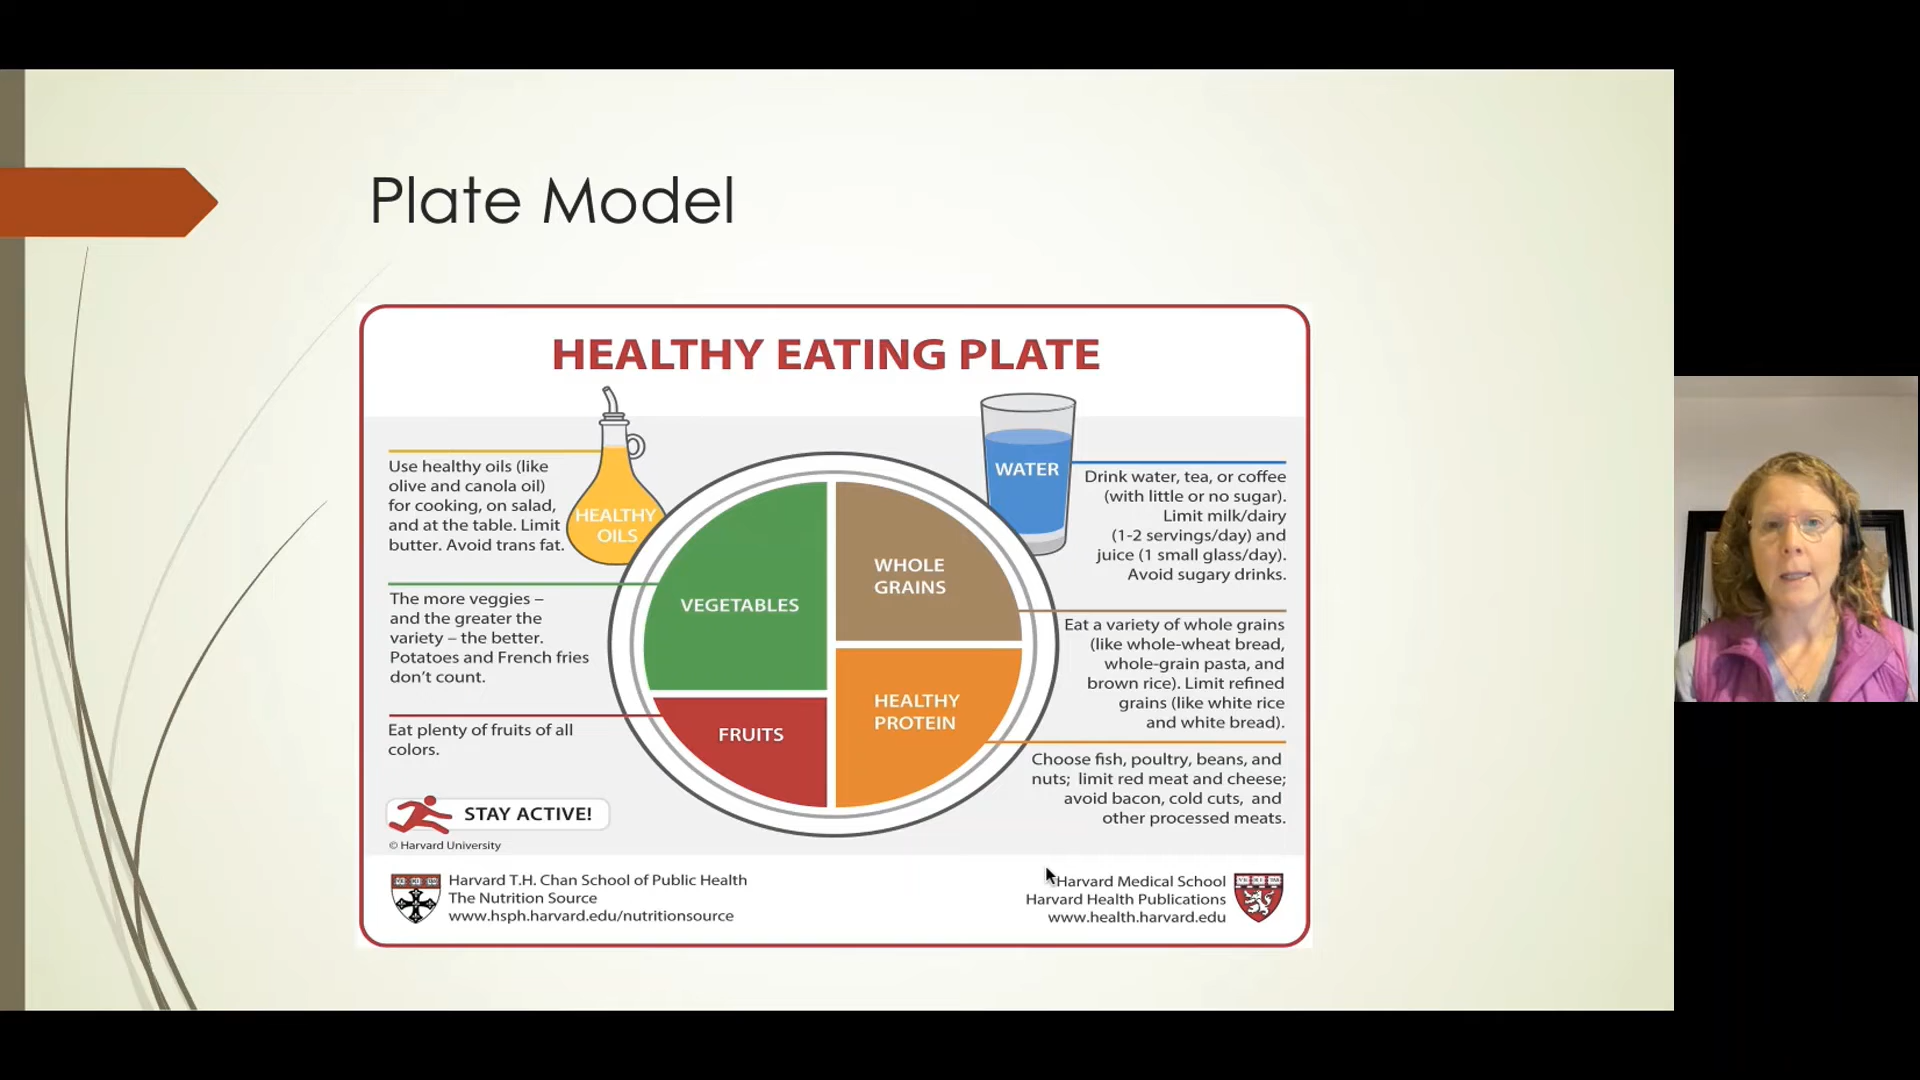 Plate Model
HEALTHY EATING PLATE
Use healthy oils (like
olive and canola oil)
for cooking, on salad,
and at the table. Limit
butter. Avoid trans fat.
HEALTHY
OILS
The more veggies –
and the greater the
variety – the better.
Potatoes and French fries
don’t count.
Eat plenty of fruits of all
colors.
STAY ACTIVE!
© Harvard University
VEGETABLES
FRUITS
WHOLE
GRAINS
HEALTHY
PROTEIN
WATER
Drink water, tea, or coffee
(with little or no sugar).
Limit milk/dairy
(1-2 servings/day) and
juice (1 small glass/day).
Avoid sugary drinks.
Eat a variety of whole grains
(like whole-wheat bread,
whole-grain pasta, and
brown rice). Limit refined
grains (like white rice
and white bread).
Choose fish, poultry, beans, and
nuts; limit red meat and cheese;
avoid bacon, cold cuts, and
other processed meats.
Harvard T.H. Chan School of Public Health
The Nutrition Source
www.hsph.harvard.edu/nutritionsource
Harvard Medical School
Harvard Health Publications
www.health.harvard.edu